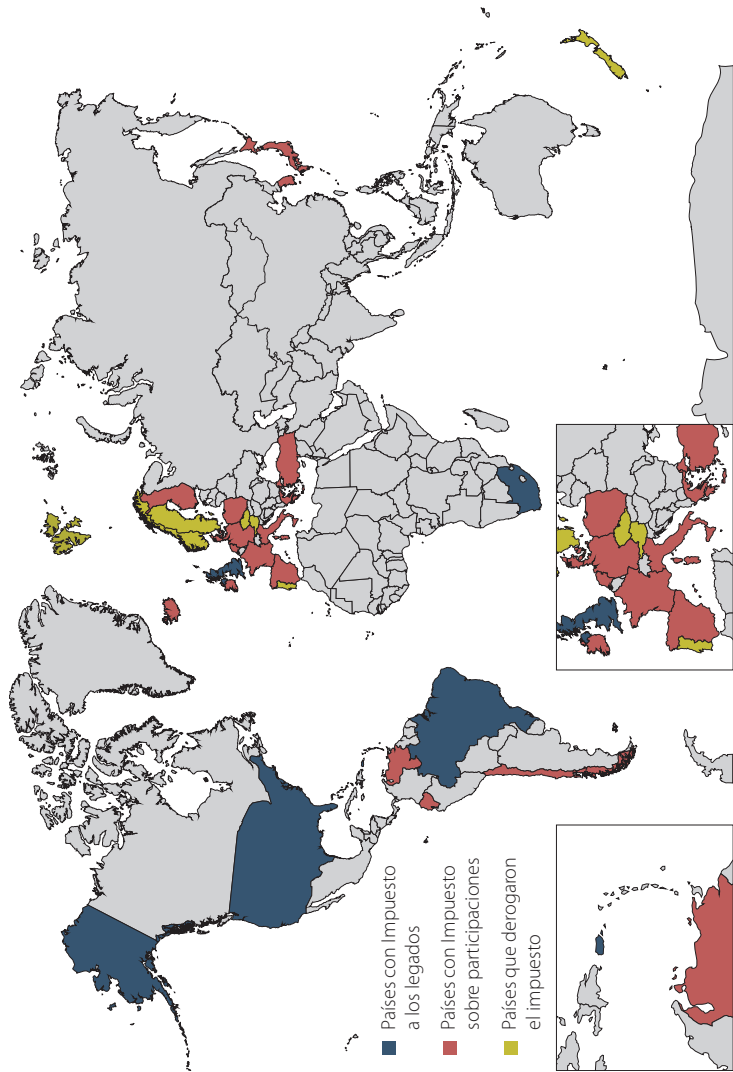 Países con Impuesto
a los legados
Países con Impuesto
sobre participaciones
Países que derogaron
el impuesto